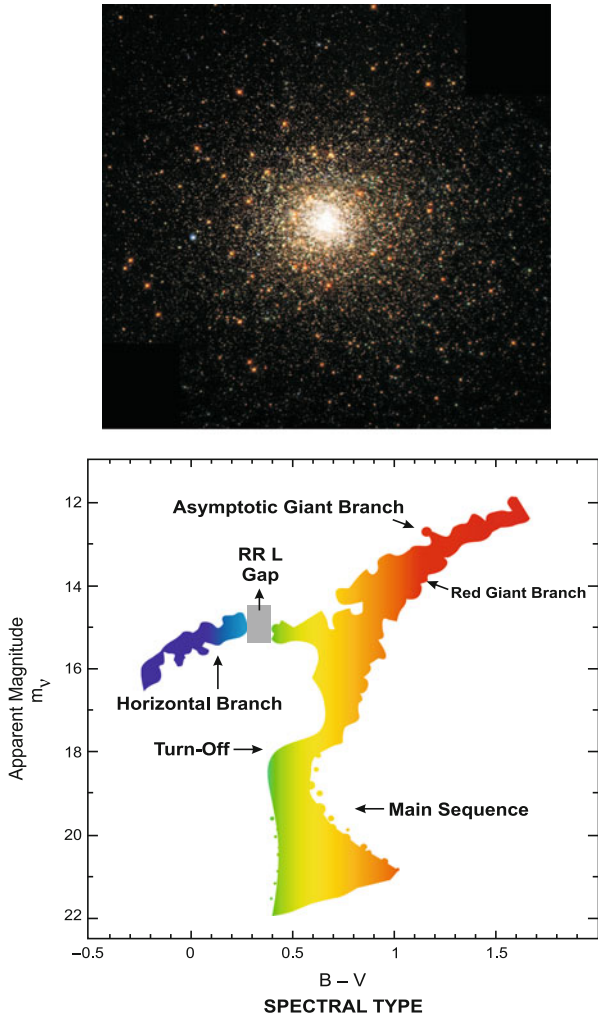 12
14
16
18
20
22
Apparent Magnitude
mν
Asymptotic Giant Branch
RR L
Gap
Red Giant Branch
Horizontal Branch
Turn-Off
Main Sequence
–0.5
0
0.5
1
1.5
B – V
SPECTRAL TYPE